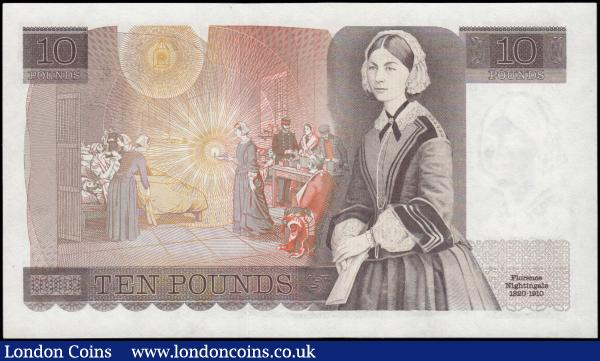 10
POUNDS
10
POUNDS
TEN POUNDS
Florence
Nightingale
1820-1910
London Coins www.londoncoins.co.uk